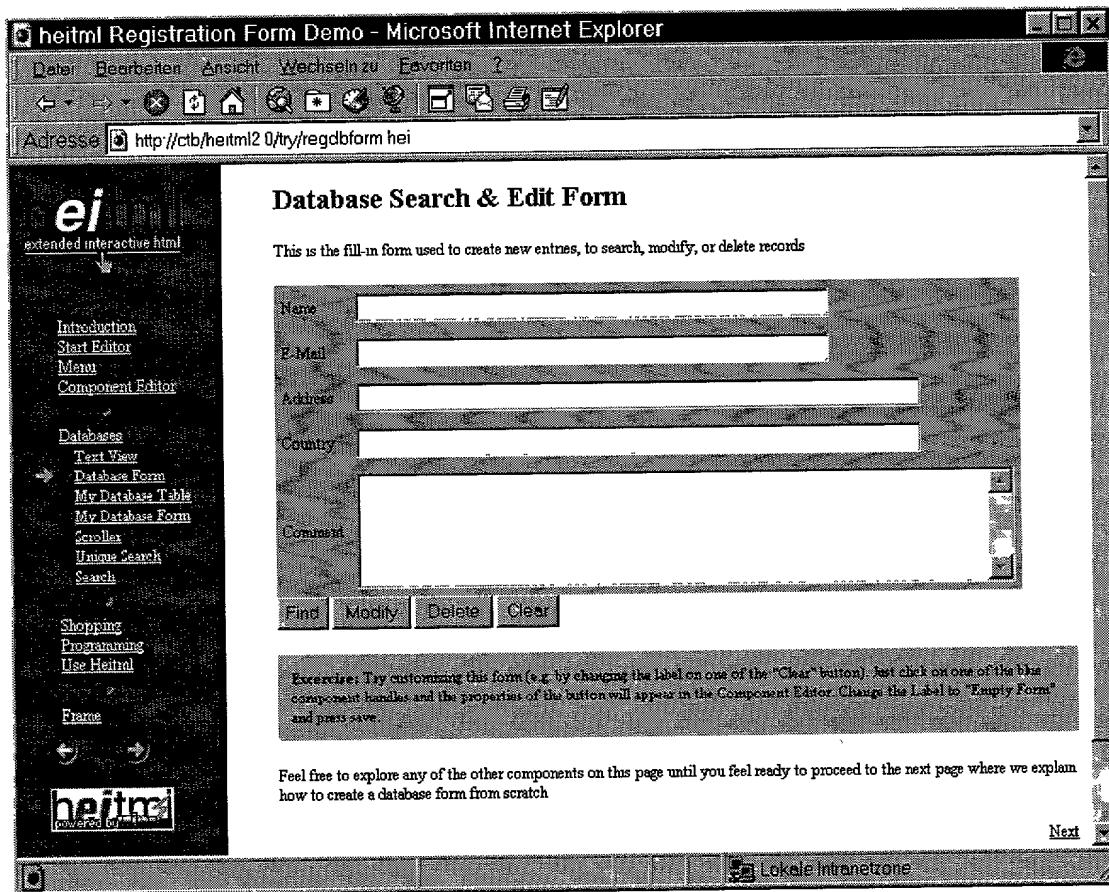 heitml Registration Form Demo - Microsoft Internet Explorer
Datei Bearbeiten Ansicht Wechseln zu Favoriten ?
Adresse http://ctb/heitml2 0/try/regdbform hei
heitml
extended interactive html
Introduction
Start Editor
Menu
Component Editor
Databases
Text View
Database Form
My Database Table
My Database Form
Scroller
Unique Search
Search
Shopping
Programming
Use Heitml
Frame
heitml
powered by
Database Search & Edit Form
This is the fill-in form used to create new entries, to search, modify, or delete records
Name
E-Mail
Address
Country
Comment
Find Modify Delete Clear
Excercise: Try customizing this form (e.g. by changing the label on one of the "Clear" button). Just click on one of the blue
component handles and the properties of the button will appear in the Component Editor. Change the Label to "Empty Form"
and press save.
Feel free to explore any of the other components on this page until you feel ready to proceed to the next page where we explain
how to create a database form from scratch
Next
Lokale Intranetzone